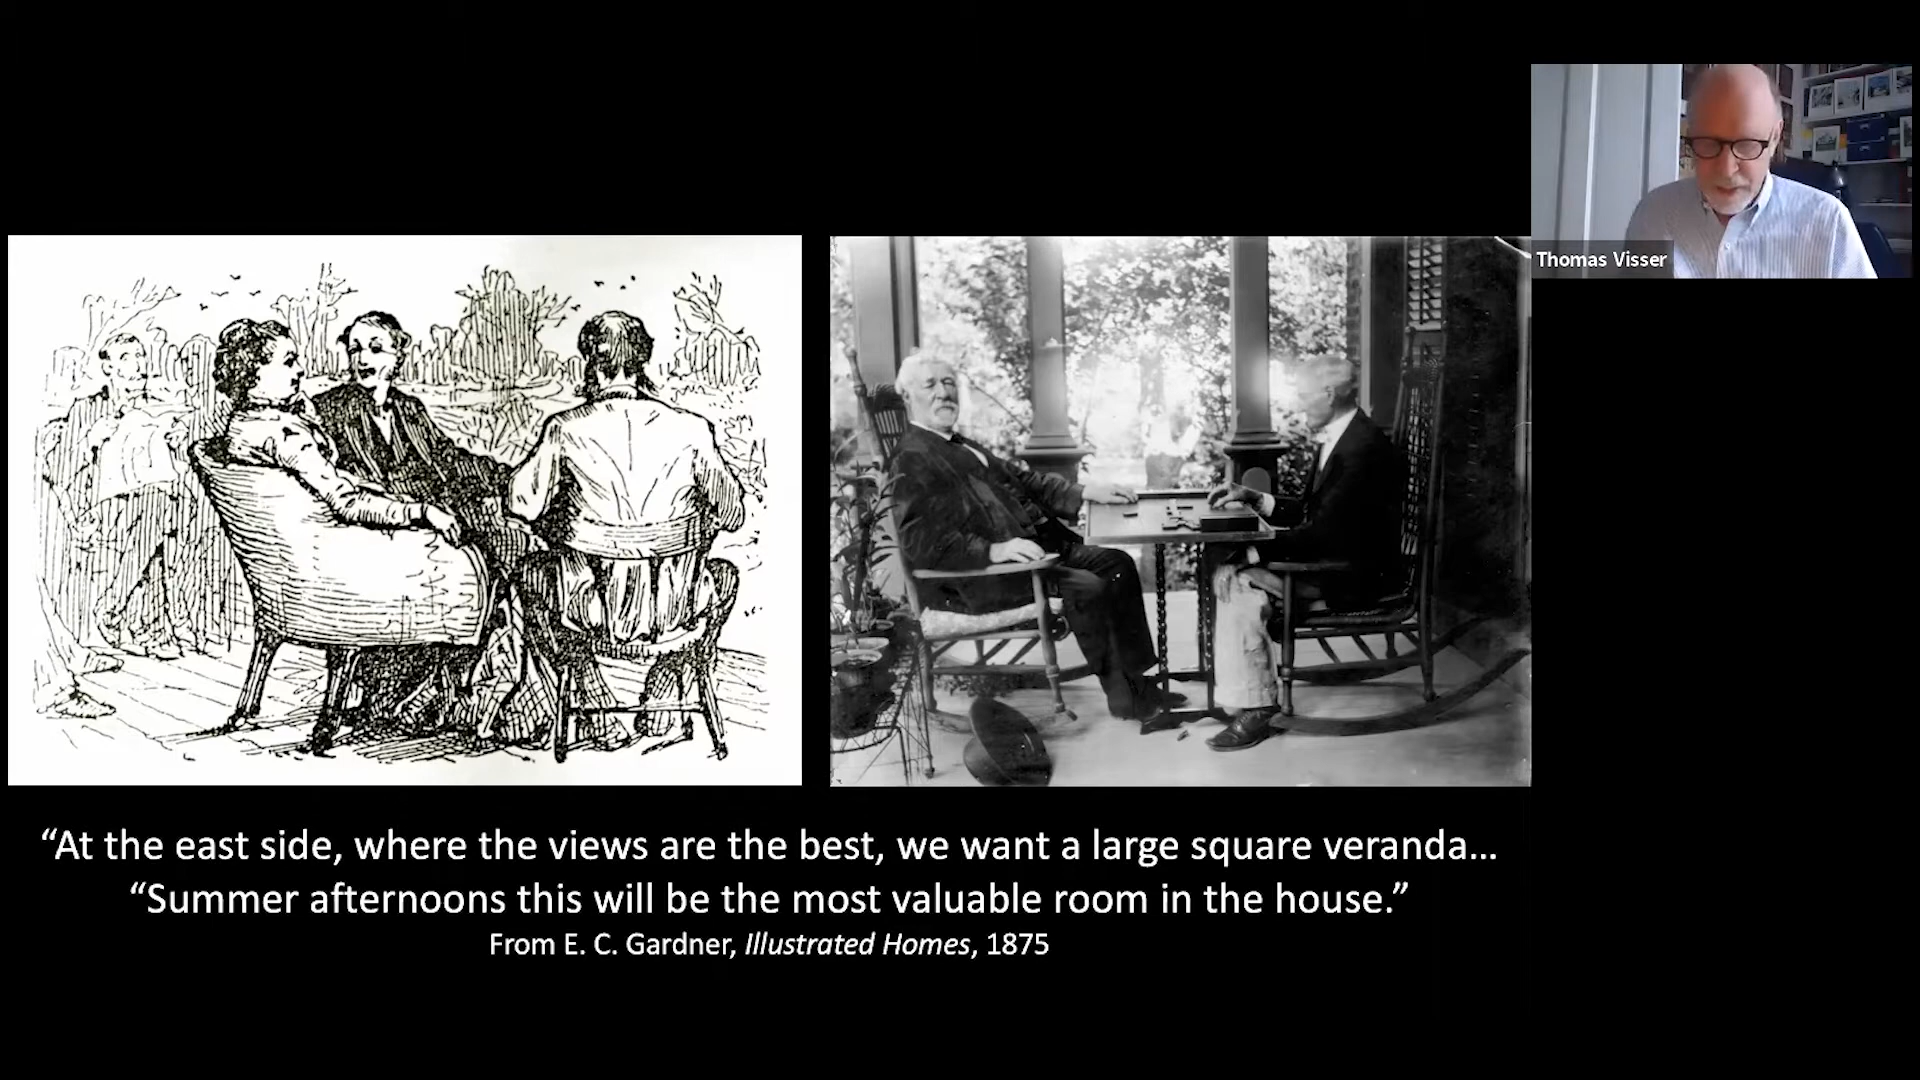 Thomas Visser
“At the east side, where the views are the best, we want a large square veranda...
“Summer afternoons this will be the most valuable room in the house.”
From E. C. Gardner, Illustrated Homes, 1875